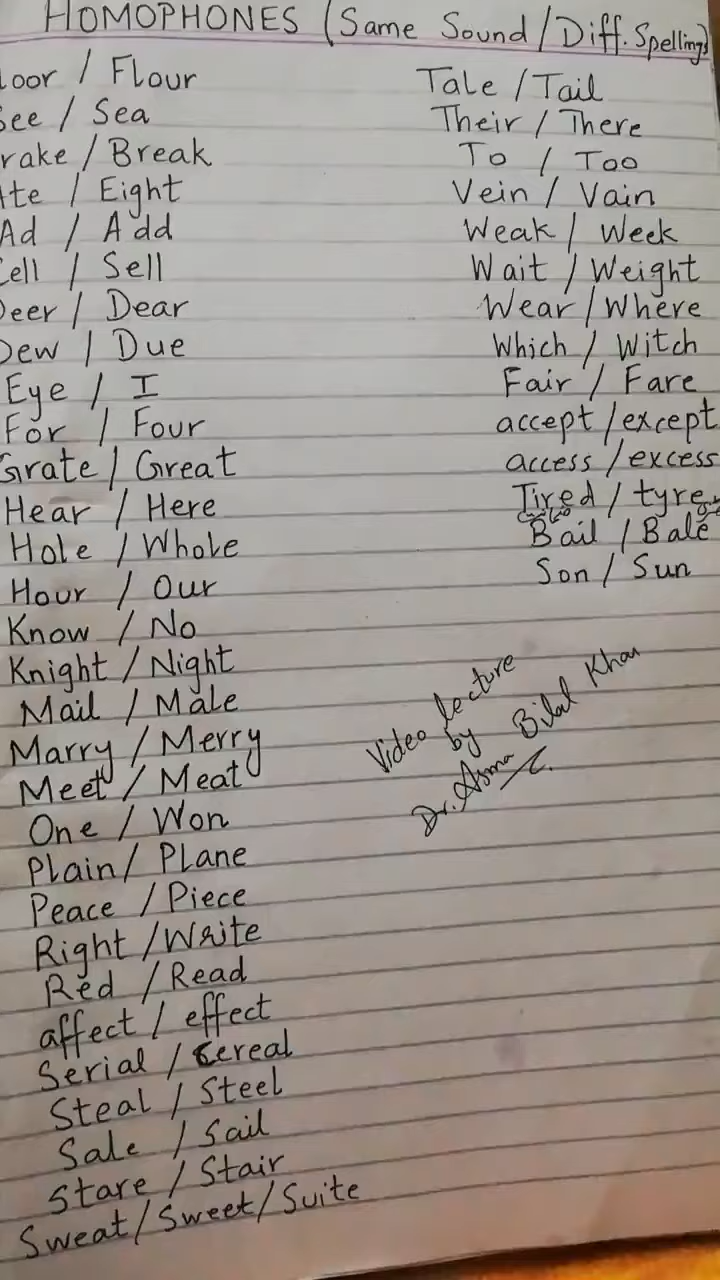 HOMOPHONES (Same Sound/Diff. Spellings)
loor / Flour
See / Sea
rake / Break
te / Eight
Ad / Add
Cell / Sell
Deer / Dear
Dew / Due
Eye / I
For / Four
Grate / Great
Hear / Here
Hole / Whole
Hour / Our
Know / No
Knight / Night
Mail / Male
Marry / Merry
Meet / Meat
One / Won
Plain / Plane
Peace / Piece
Right / Write
Red / Read
affect / effect
Serial / Cereal
Steal / Steel
Sale / Sail
Stare / Stair
Sweat / Sweet / Suite
Tale / Tail
Their / There
To / Too
Vein / Vain
Weak / Week
Wait / Weight
Wear / Where
Which / Witch
Fair / Fare
accept / except
access / excess
Tired / tyre
Bail / Bale
Son / Sun
Video lecture
by
Dr. Asma Bilal Khan